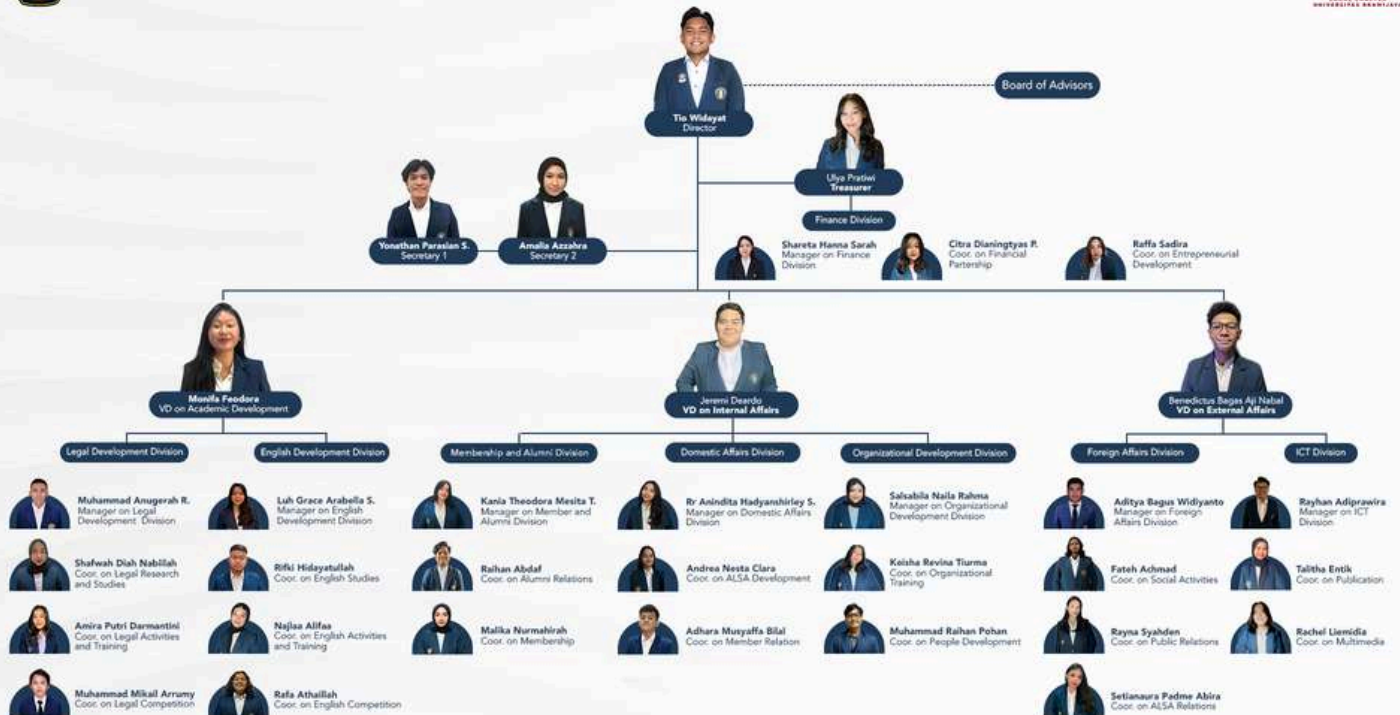 UNIVERSITAS BRAWIJAYA
Board of Advisors
Tio Widayat
Director
Ulya Pratiwi
Treasurer
Finance Division
Yonathan Parasian S.
Secretary 1
Amalia Azzahra
Secretary 2
Shareta Hanna Sarah
Manager on Finance
Division
Citra Dianingtyas P.
Coor. on Financial
Partership
Raffa Sadira
Coor. on Entrepreneurial
Development
Monifa Feodora
VD on Academic Development
Jeremi Deardo
VD on Internal Affairs
Benedictus Bagas Aji Nabal
VD on External Affairs
Legal Development Division
English Development Division
Membership and Alumni Division
Domestic Affairs Division
Organizational Development Division
Foreign Affairs Division
ICT Division
Muhammad Anugerah R.
Manager on Legal
Development Division
Luh Grace Arabella S.
Manager on English
Development Division
Kania Theodora Mesita T.
Manager on Member and
Alumni Division
Rr Anindita Hadyanshirley S.
Manager on Domestic Affairs
Division
Salsabila Naila Rahma
Manager on Organizational
Development Division
Aditya Bagus Widiyanto
Manager on Foreign
Affairs Division
Rayhan Adiprawira
Manager on ICT
Division
Shafwah Diah Nabiilah
Coor. on Legal Research
and Studies
Rifki Hidayatullah
Coor. on English Studies
Raihan Abdaf
Coor. on Alumni Relations
Andrea Nesta Clara
Coor. on ALSA Development
Keisha Revina Tiurma
Coor. on Organizational
Training
Fateh Achmad
Coor. on Social Activities
Talitha Entik
Coor. on Publication
Amira Putri Darmantini
Coor. on Legal Activities
and Training
Najlaa Alifaa
Coor. on English Activities
and Training
Malika Nurmahirah
Coor. on Membership
Adhara Musyaffa Bilal
Coor. on Member Relation
Muhammad Raihan Pohan
Coor. on People Development
Rayna Syahden
Coor. on Public Relations
Rachel Liemidia
Coor. on Multimedia
Muhammad Mikail Arrumy
Coor. on Legal Competition
Rafa Athaillah
Coor. on English Competition
Setianaura Padme Abira
Coor. on ALSA Relations